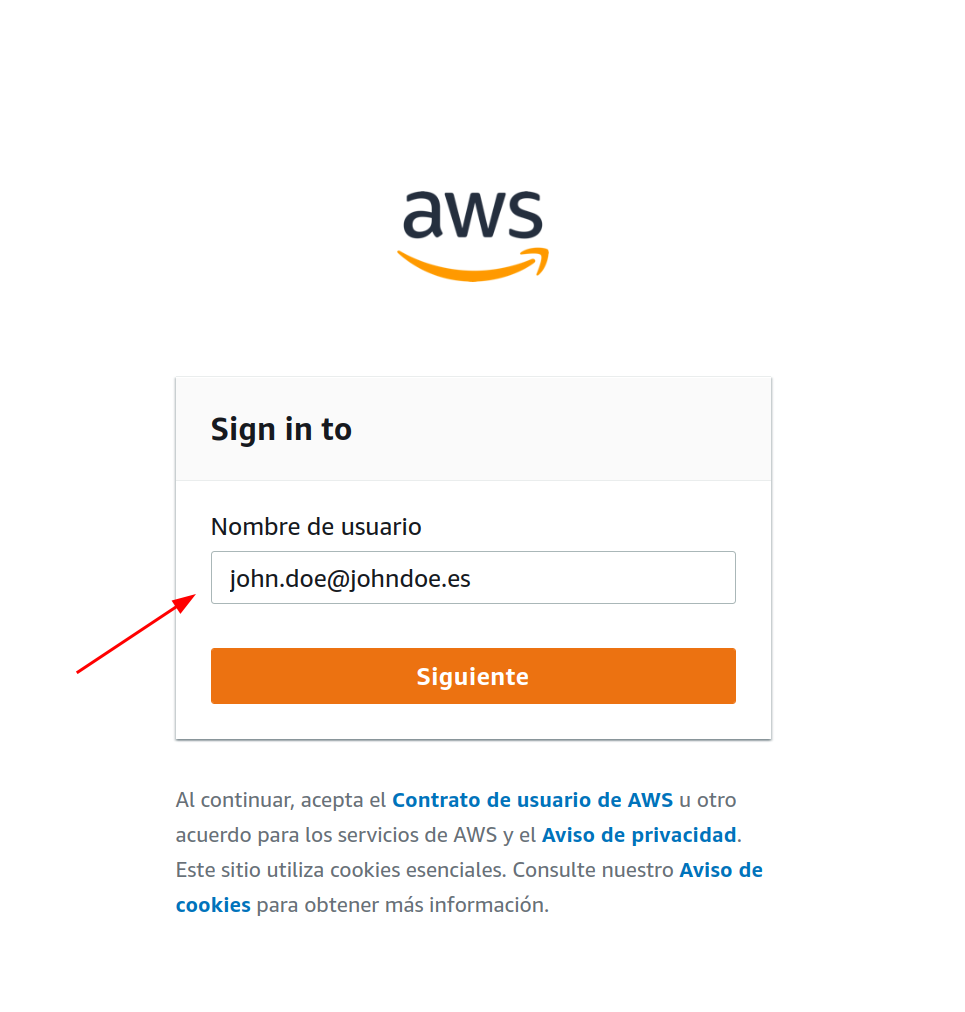 aws
Sign in to
Nombre de usuario
john.doe@johndoe.es
Siguiente
Al continuar, acepta el Contrato de usuario de AWS u otro
acuerdo para los servicios de AWS y el Aviso de privacidad.
Este sitio utiliza cookies esenciales. Consulte nuestro Aviso de
cookies para obtener más información.